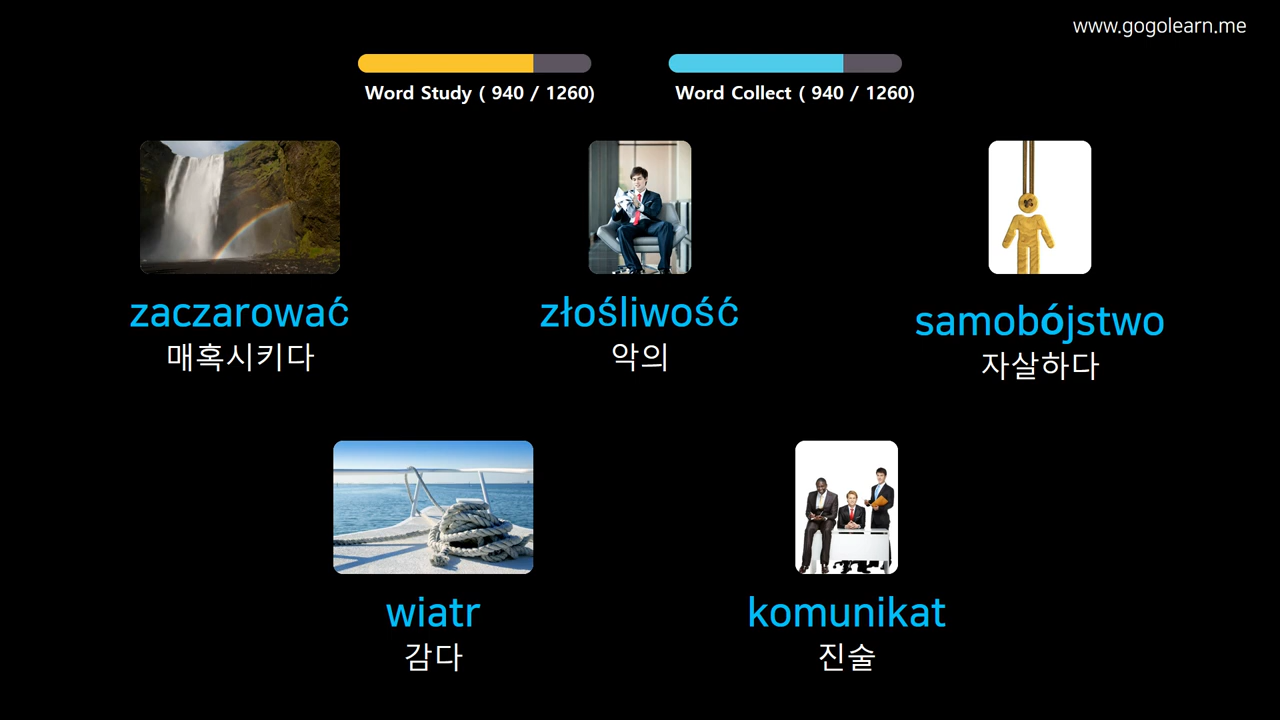 www.gogolearn.me
Word Study ( 940 / 1260)
Word Collect ( 940 / 1260)
zaczarować
매혹시키다
złośliwość
악의
samobójstwo
자살하다
wiatr
감다
komunikat
진술